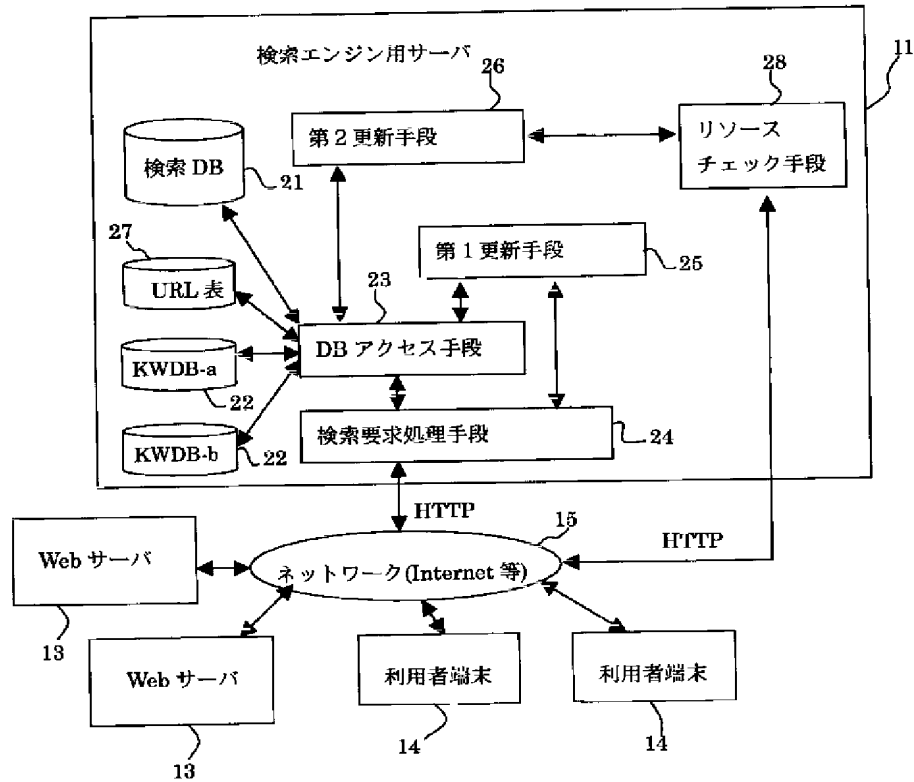 検索エンジン用サーバ
11
26
28
第2更新手段
リソース
チェック手段
検索 DB
21
27
第1更新手段
25
URL 表
23
DB アクセス手段
KWDB-a
22
検索要求処理手段
24
KWDB-b
22
HTTP
15
HTTP
Web サーバ
ネットワーク(Internet 等)
13
Web サーバ
利用者端末
利用者端末
13
14
14